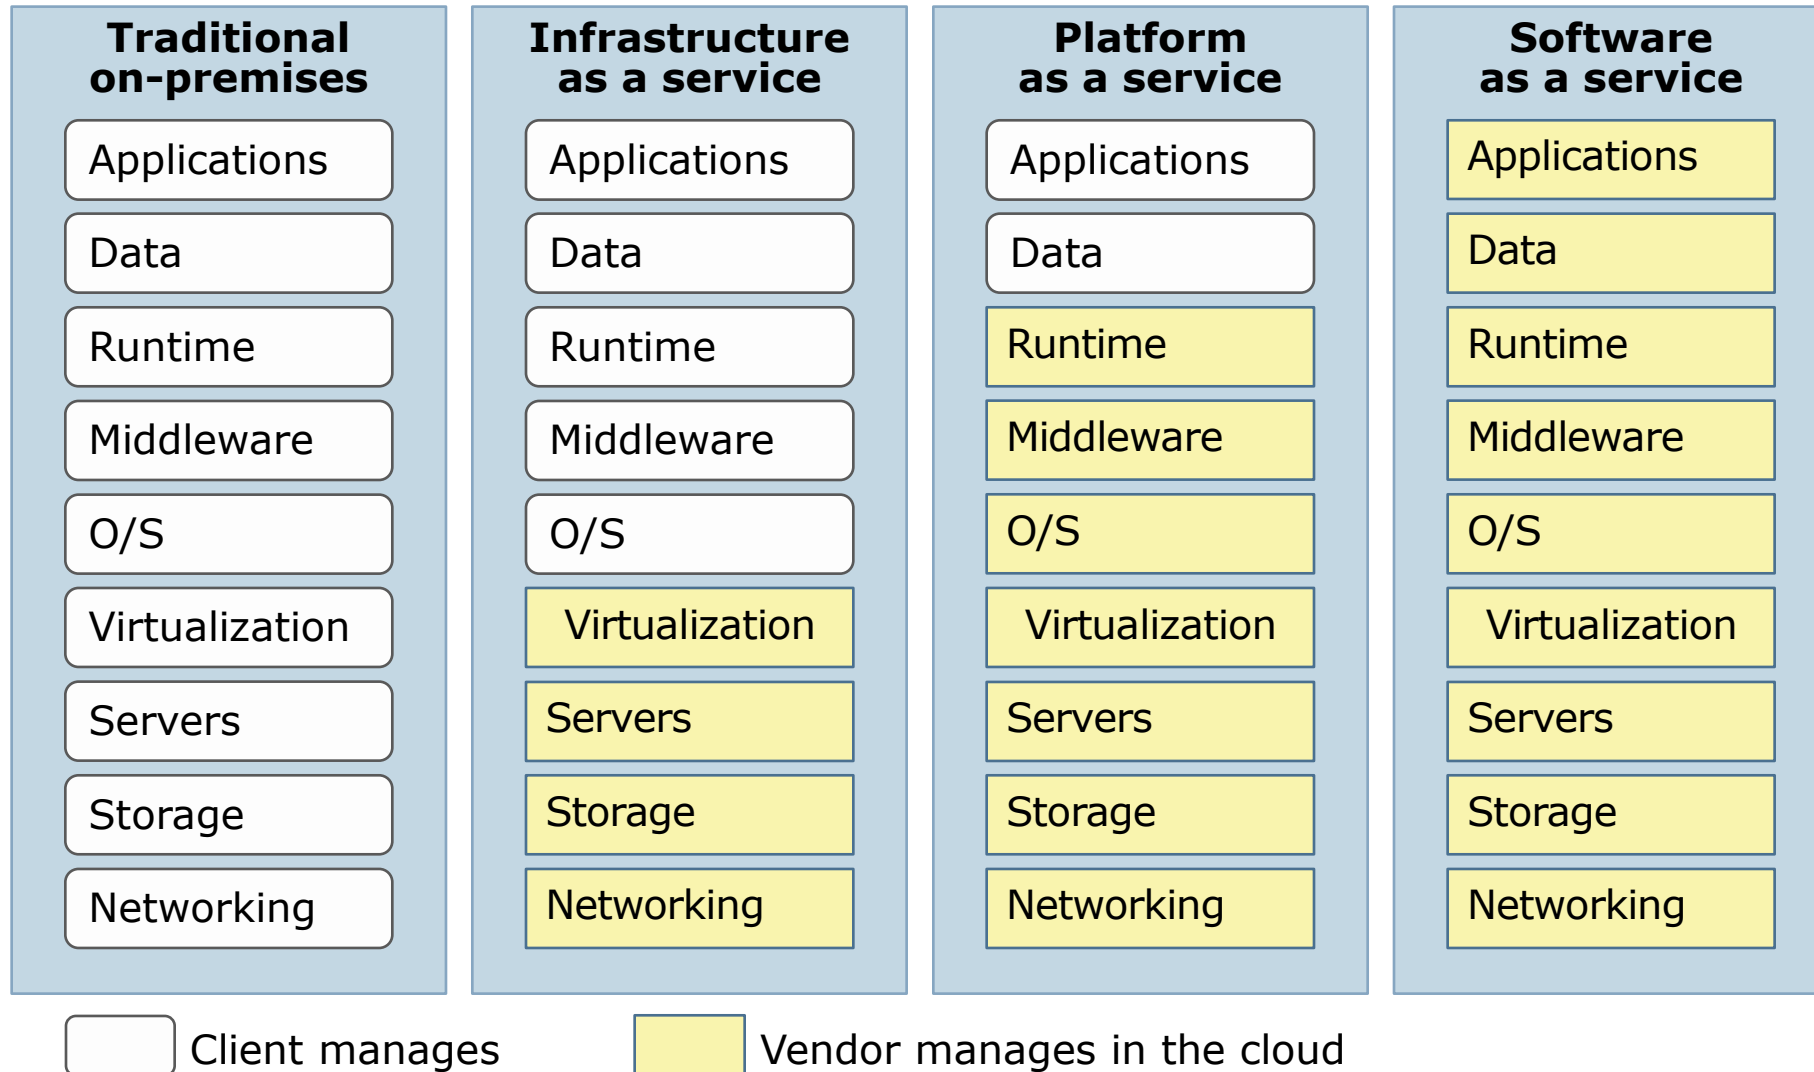 Traditional
on-premises
Applications
Data
Runtime
Middleware
O/S
Virtualization
Servers
Storage
Networking
Infrastructure
as a service
Applications
Data
Runtime
Middleware
O/S
Virtualization
Servers
Storage
Networking
Platform
as a service
Applications
Data
Runtime
Middleware
O/S
Virtualization
Servers
Storage
Networking
Software
as a service
Applications
Data
Runtime
Middleware
O/S
Virtualization
Servers
Storage
Networking
Client manages
Vendor manages in the cloud